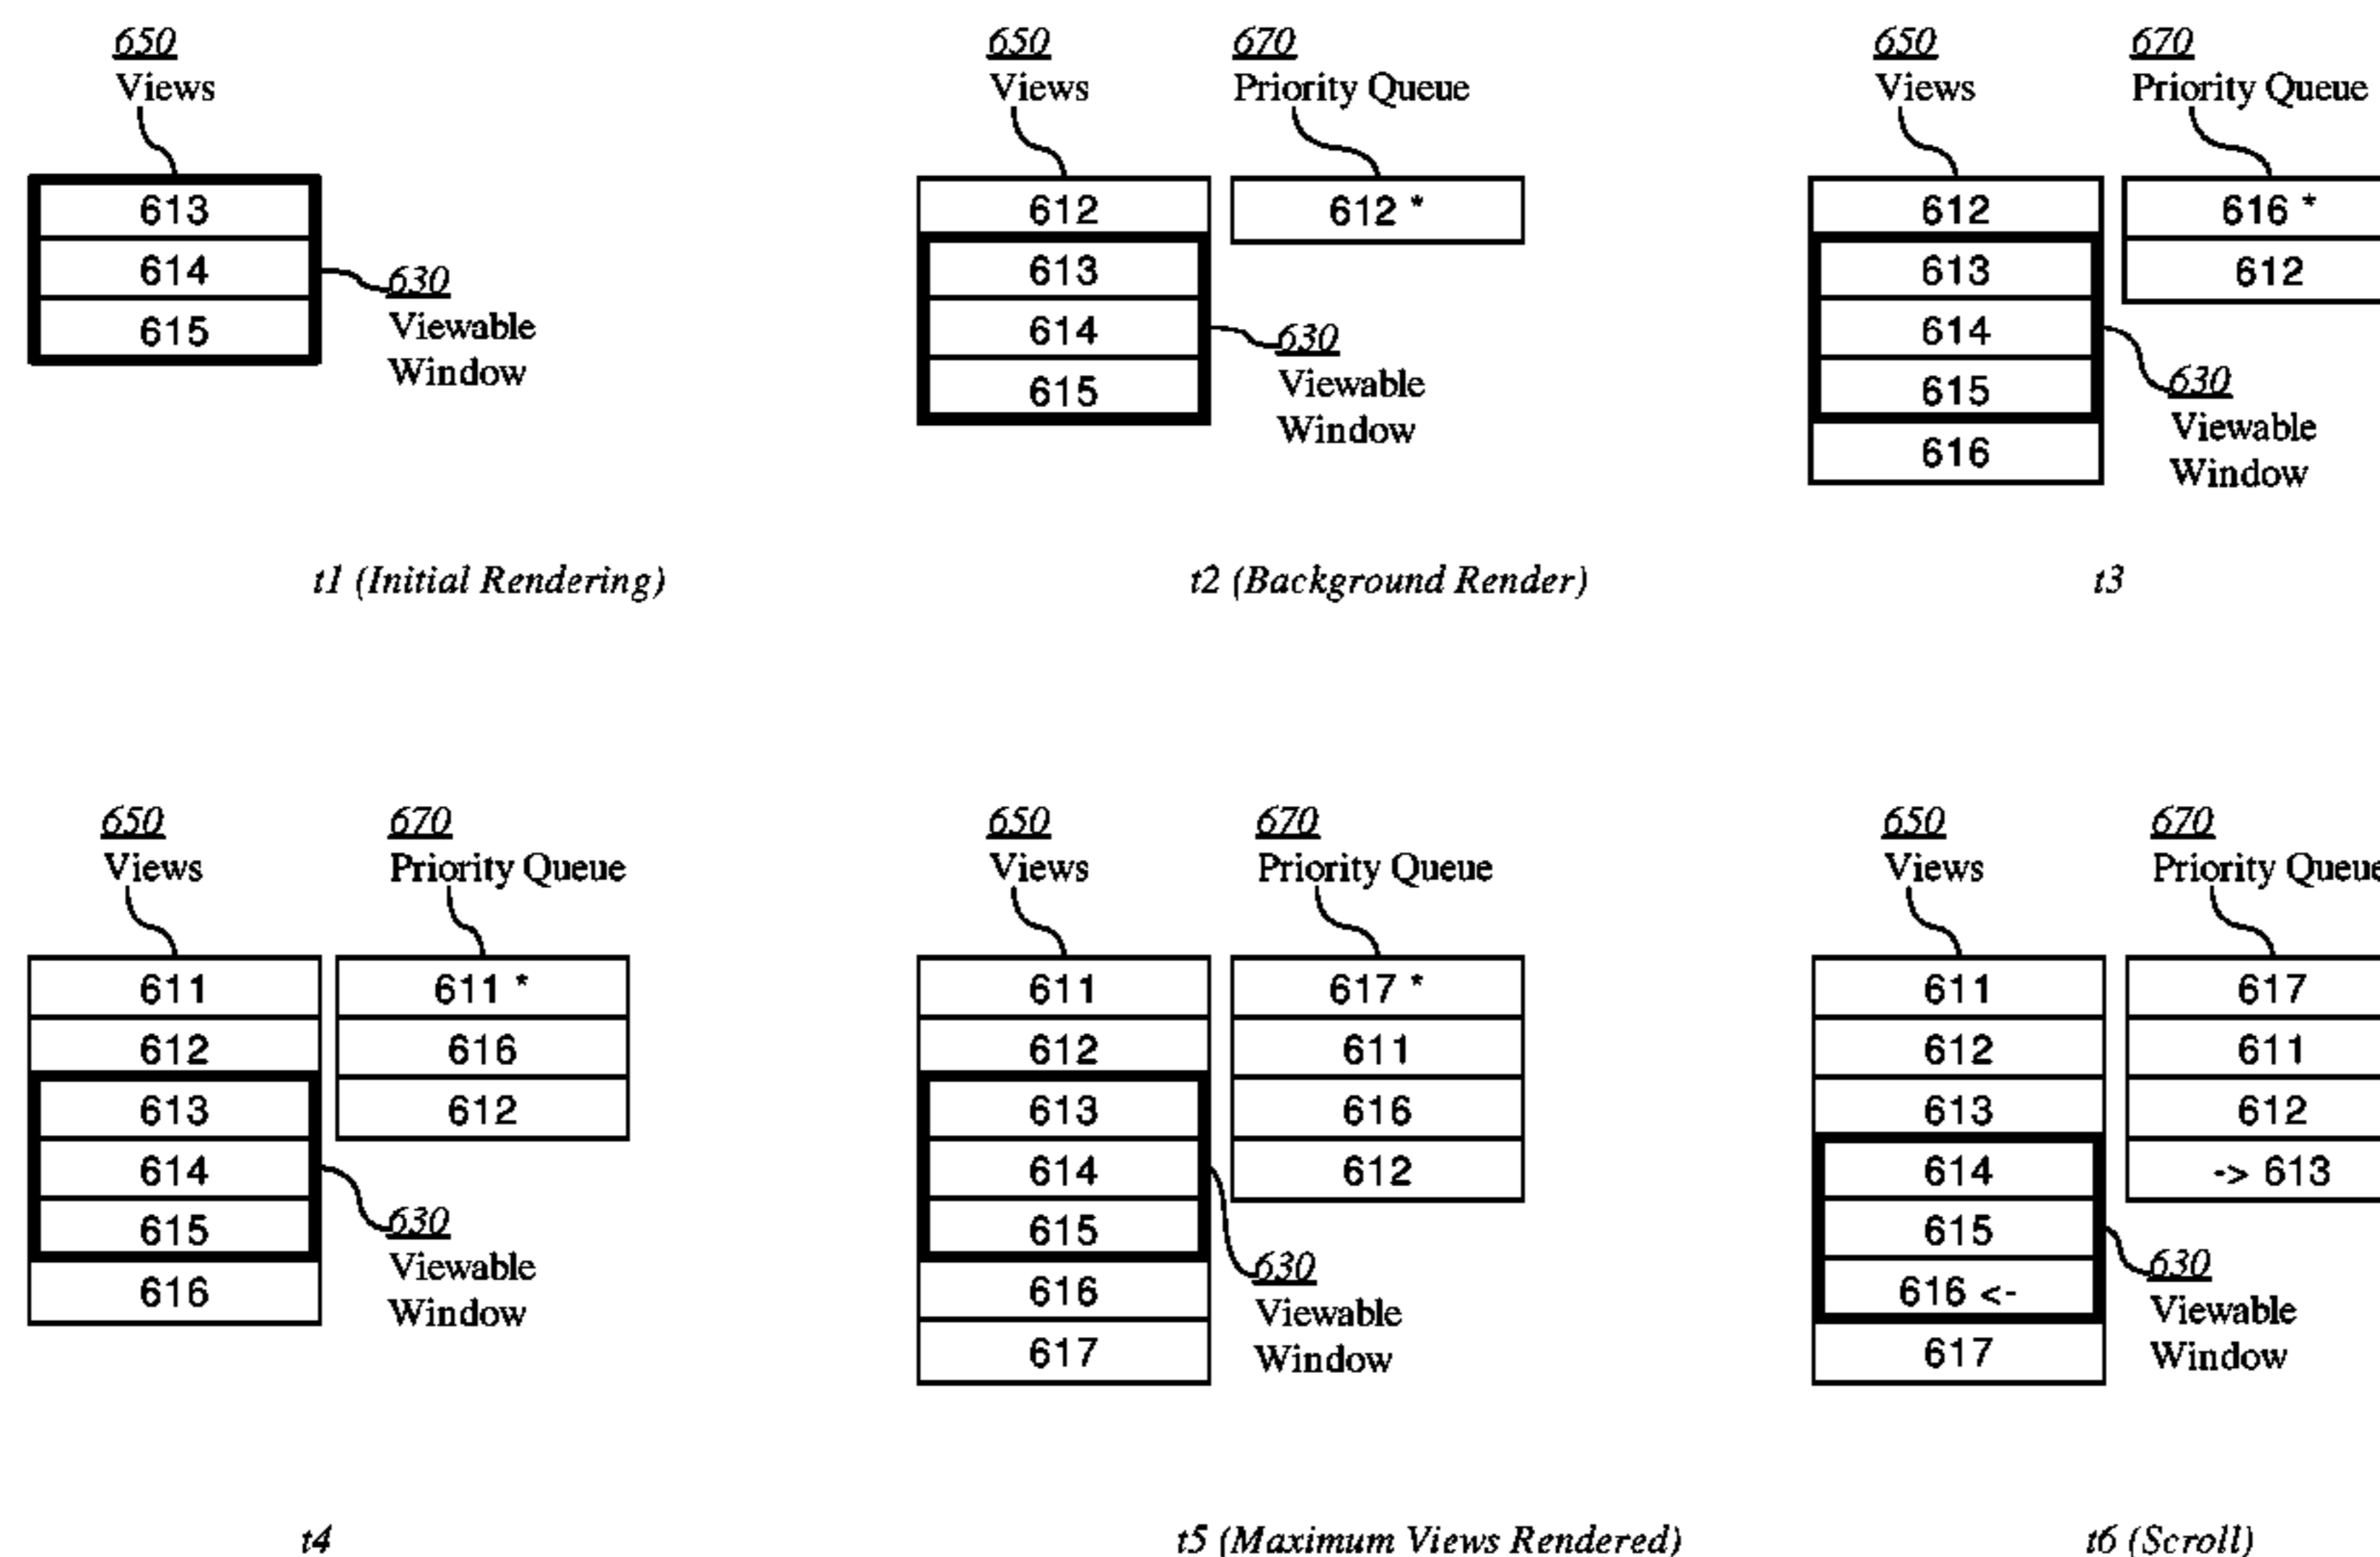 650
Views
613
614
615
630
Viewable
Window
t1 (Initial Rendering)
650
Views
670
Priority Queue
612
613
614
615
612 *
630
Viewable
Window
t2 (Background Render)
650
Views
670
Priority Queue
612
613
614
615
616
616 *
612
630
Viewable
Window
t3
650
Views
670
Priority Queue
611
612
613
614
615
616
611 *
616
612
630
Viewable
Window
t4
650
Views
670
Priority Queue
611
612
613
614
615
616
617
617 *
611
616
612
630
Viewable
Window
t5 (Maximum Views Rendered)
650
Views
670
Priority Queue
611
612
613
614
615
616 <-
617
617
611
612
-> 613
630
Viewable
Window
t6 (Scroll)